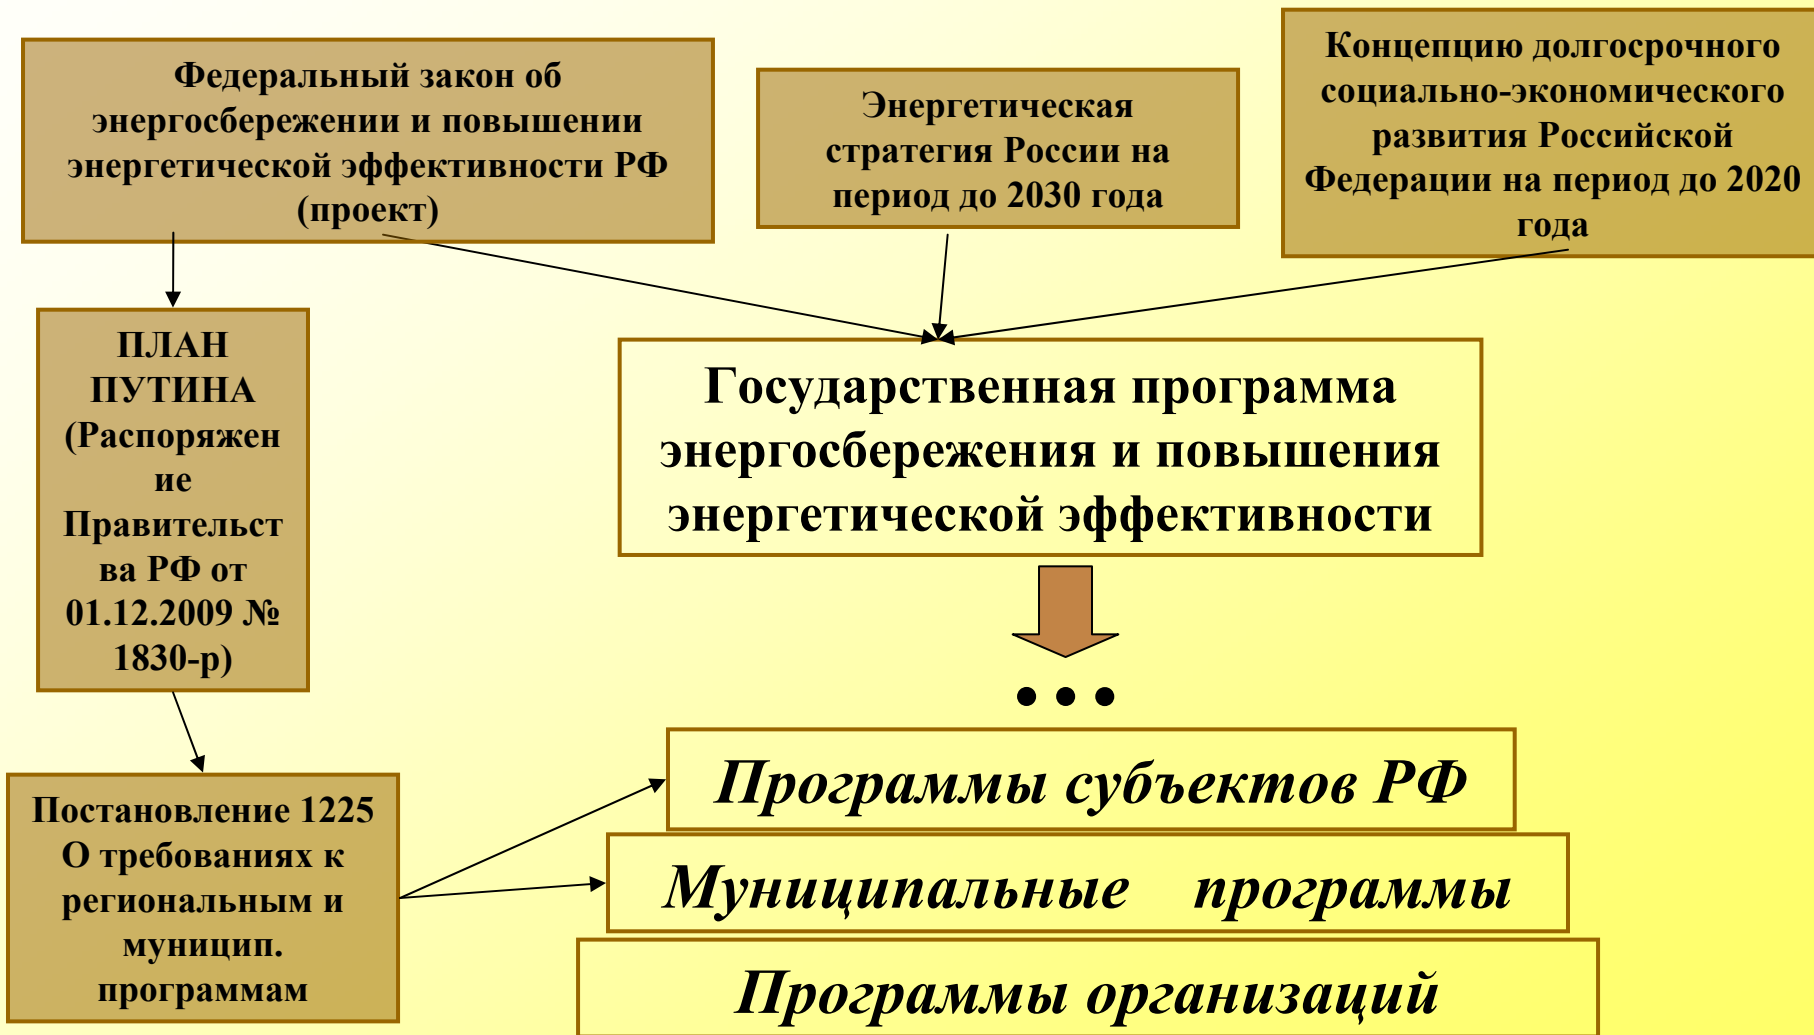 Федеральный закон об
энергосбережении и повышении
энергетической эффективности РФ
(проект)
Энергетическая
стратегия России на
период до 2030 года
Концепцию долгосрочного
социально-экономического
развития Российской
Федерации на период до 2020
года
ПЛАН
ПУТИНА
(Распоряжен
ие
Правительст
ва РФ от
01.12.2009 №
1830-р)
Государственная программа
энергосбережения и повышения
энергетической эффективности
• • •
Постановление 1225
О требованиях к
региональным и
муницип.
программам
Программы субъектов РФ
Муниципальные программы
Программы организаций